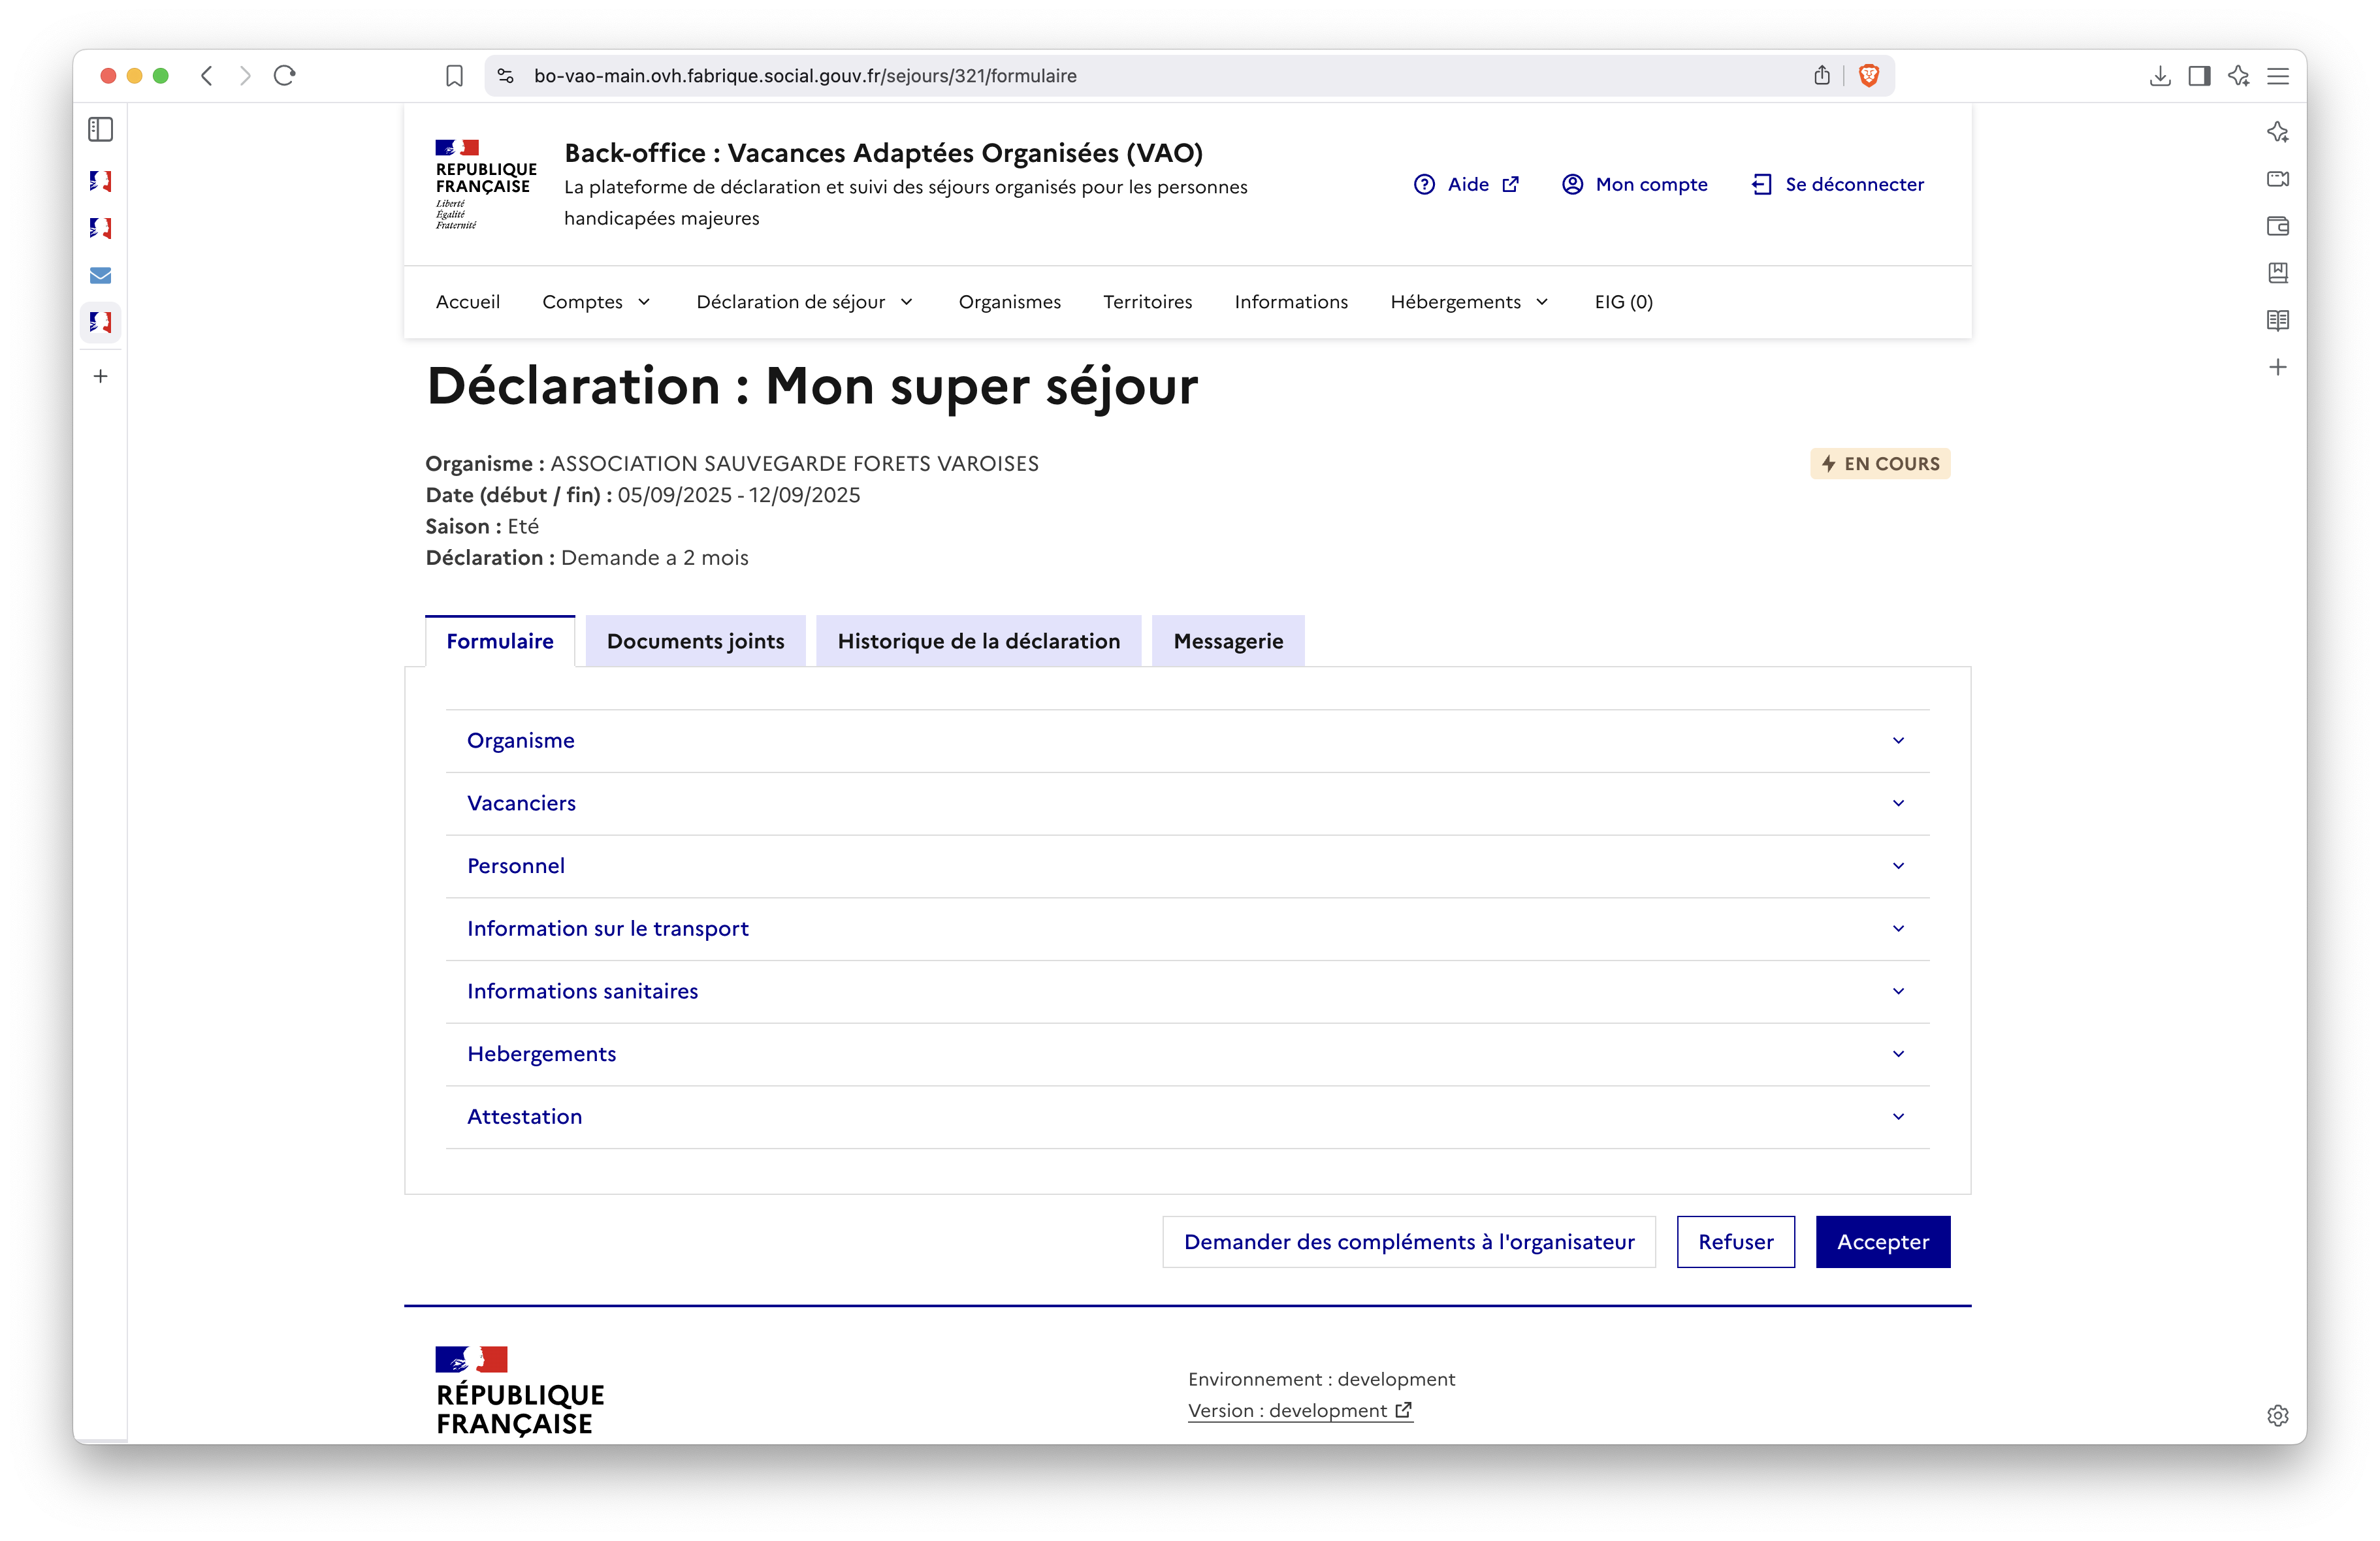 bo-vao-main.ovh.fabrique.social.gouv.fr/sejours/321/formulaire
RÉPUBLIQUE
FRANÇAISE
Liberté
Égalité
Fraternité
Back-office : Vacances Adaptées Organisées (VAO)
La plateforme de déclaration et suivi des séjours organisés pour les personnes
handicapées majeures
Aide
Mon compte
Se déconnecter
Accueil
Comptes
Déclaration de séjour
Organismes
Territoires
Informations
Hébergements
EIG (0)
Déclaration : Mon super séjour
Organisme : ASSOCIATION SAUVEGARDE FORETS VAROISES
EN COURS
Date (début / fin) : 05/09/2025 - 12/09/2025
Saison : Eté
Déclaration : Demande a 2 mois
Formulaire
Documents joints
Historique de la déclaration
Messagerie
Organisme
Vacanciers
Personnel
Information sur le transport
Informations sanitaires
Hebergements
Attestation
Demander des compléments à l'organisateur
Refuser
Accepter
RÉPUBLIQUE
FRANÇAISE
Environnement : development
Version : development